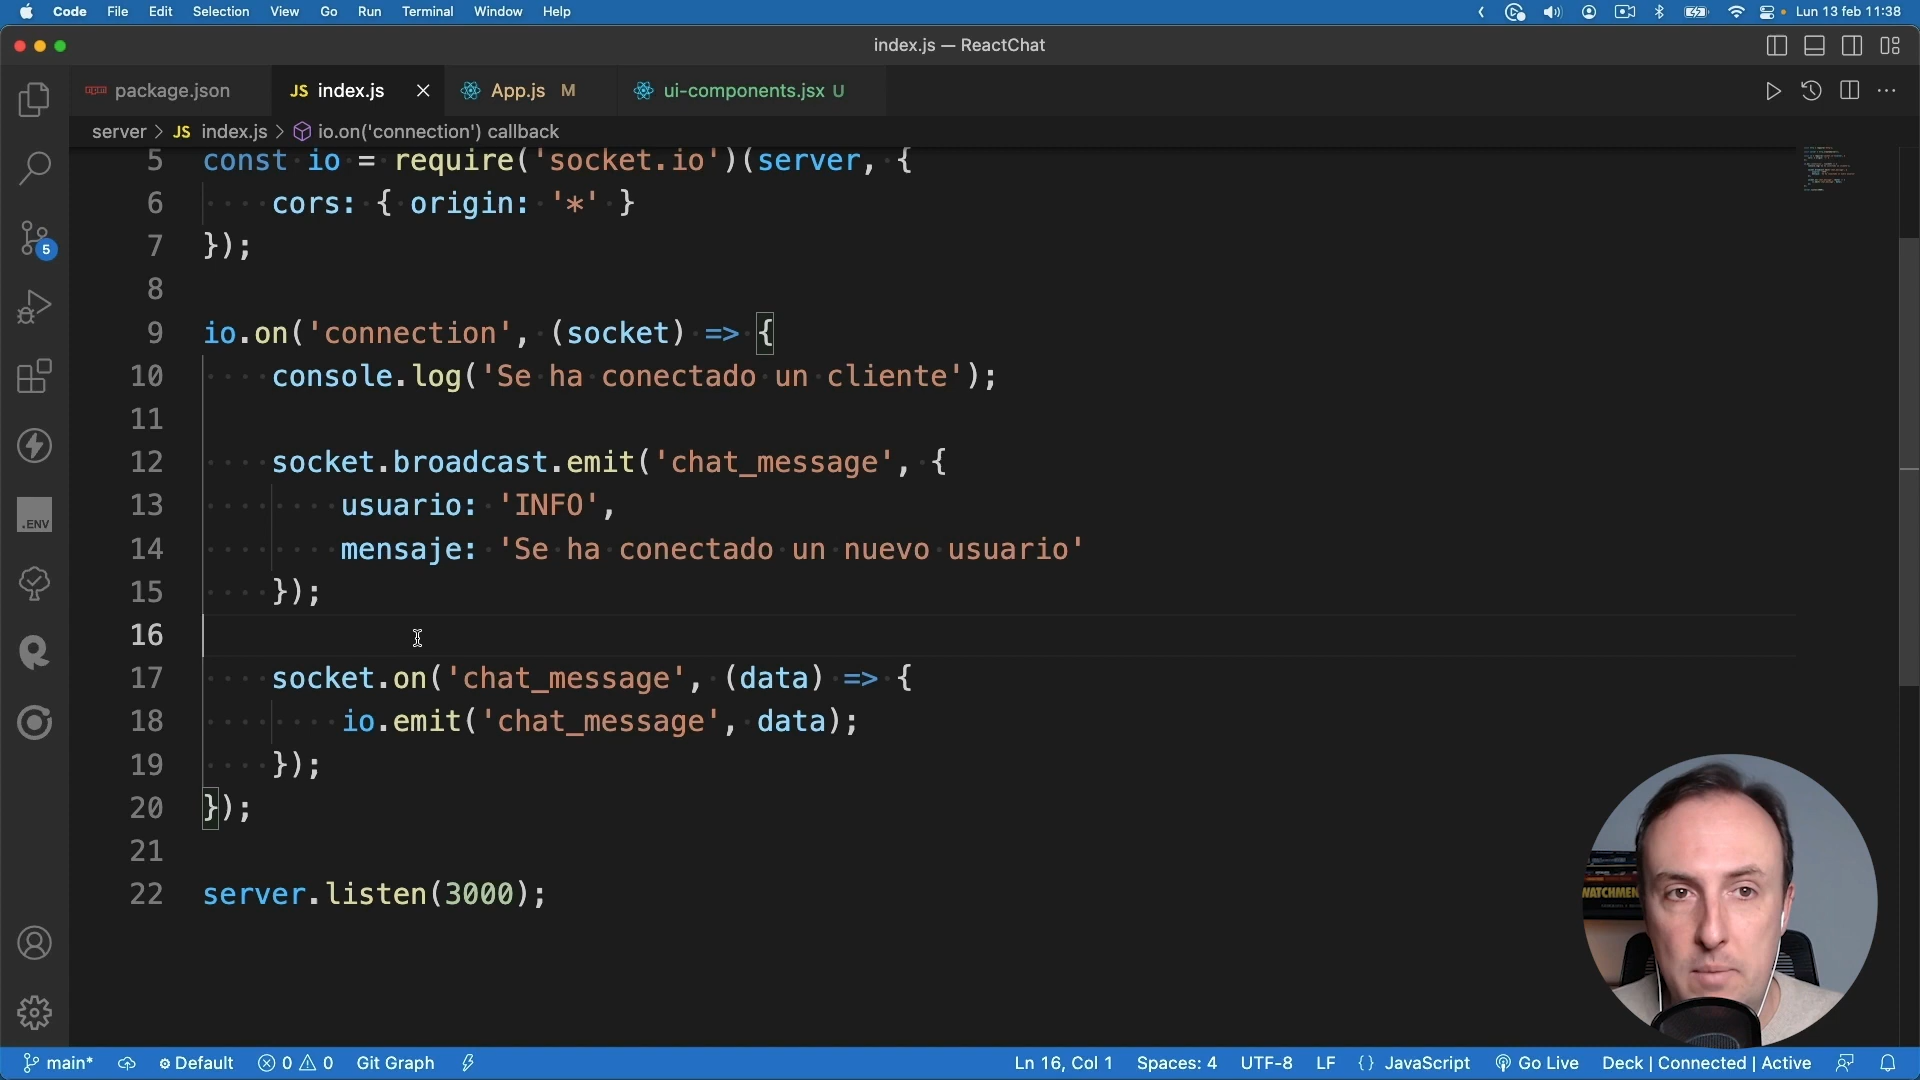 Code File Edit Selection View Go Run Terminal Window Help Lun 13 feb 11:38
index.js — ReactChat
package.json JS index.js App.js M ui-components.jsx U
server > JS index.js > io.on('connection') callback
5 const io = require('socket.io')(server, {
6 cors: { origin: '*' }
7 });
8
9 io.on('connection', (socket) => {
10 console.log('Se ha conectado un cliente');
11
12 socket.broadcast.emit('chat_message', {
13 usuario: 'INFO',
14 mensaje: 'Se ha conectado un nuevo usuario'
15 });
16
17 socket.on('chat_message', (data) => {
18 io.emit('chat_message', data);
19 });
20 });
21
22 server.listen(3000);
5
.ENV
WATCHMEN
main* Default 0 0 Git Graph Ln 16, Col 1 Spaces: 4 UTF-8 LF {} JavaScript Go Live Deck | Connected | Active